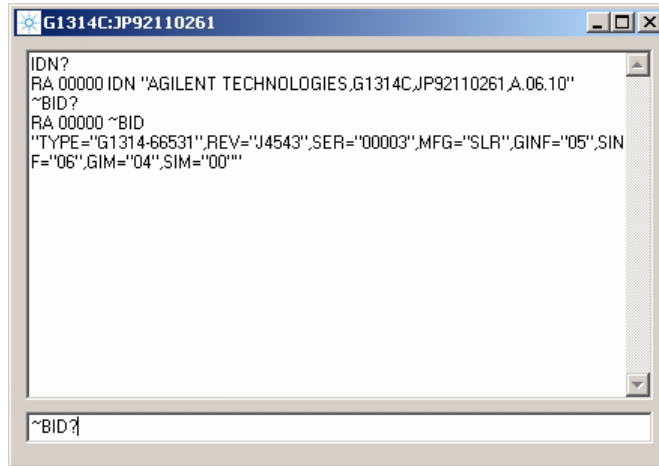 G1314C:JP92110261
IDN?
RA 00000 IDN "AGILENT TECHNOLOGIES,G1314C,JP92110261,A.06.10"
~BID?
RA 00000 ~BID
"TYPE="G1314-66531",REV="J4543",SER="00003",MFG="SLR",GINF="05",SIN
F="06",GIM="04",SIM="00""
~BID?